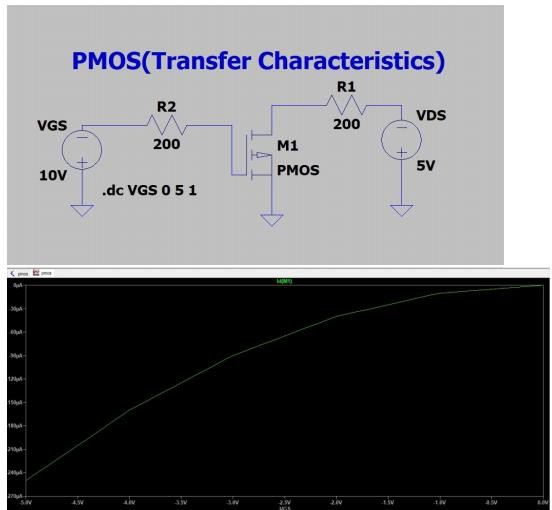 PMOS(Transfer Characteristics)
R1
R2
VGS
VDS
200
200
M1
10V
PMOS
5V
.dc VGS 0 5 1
pmos pmos
Id(M1)
0µA
-30µA
-60µA
-90µA
120µA
150µA
180µA
210µA
240µA
270µA
-5.0V -4.5V -4.0V -3.5V -3.0V -2.5V -2.0V -1.5V -1.0V -0.5V 0.0V